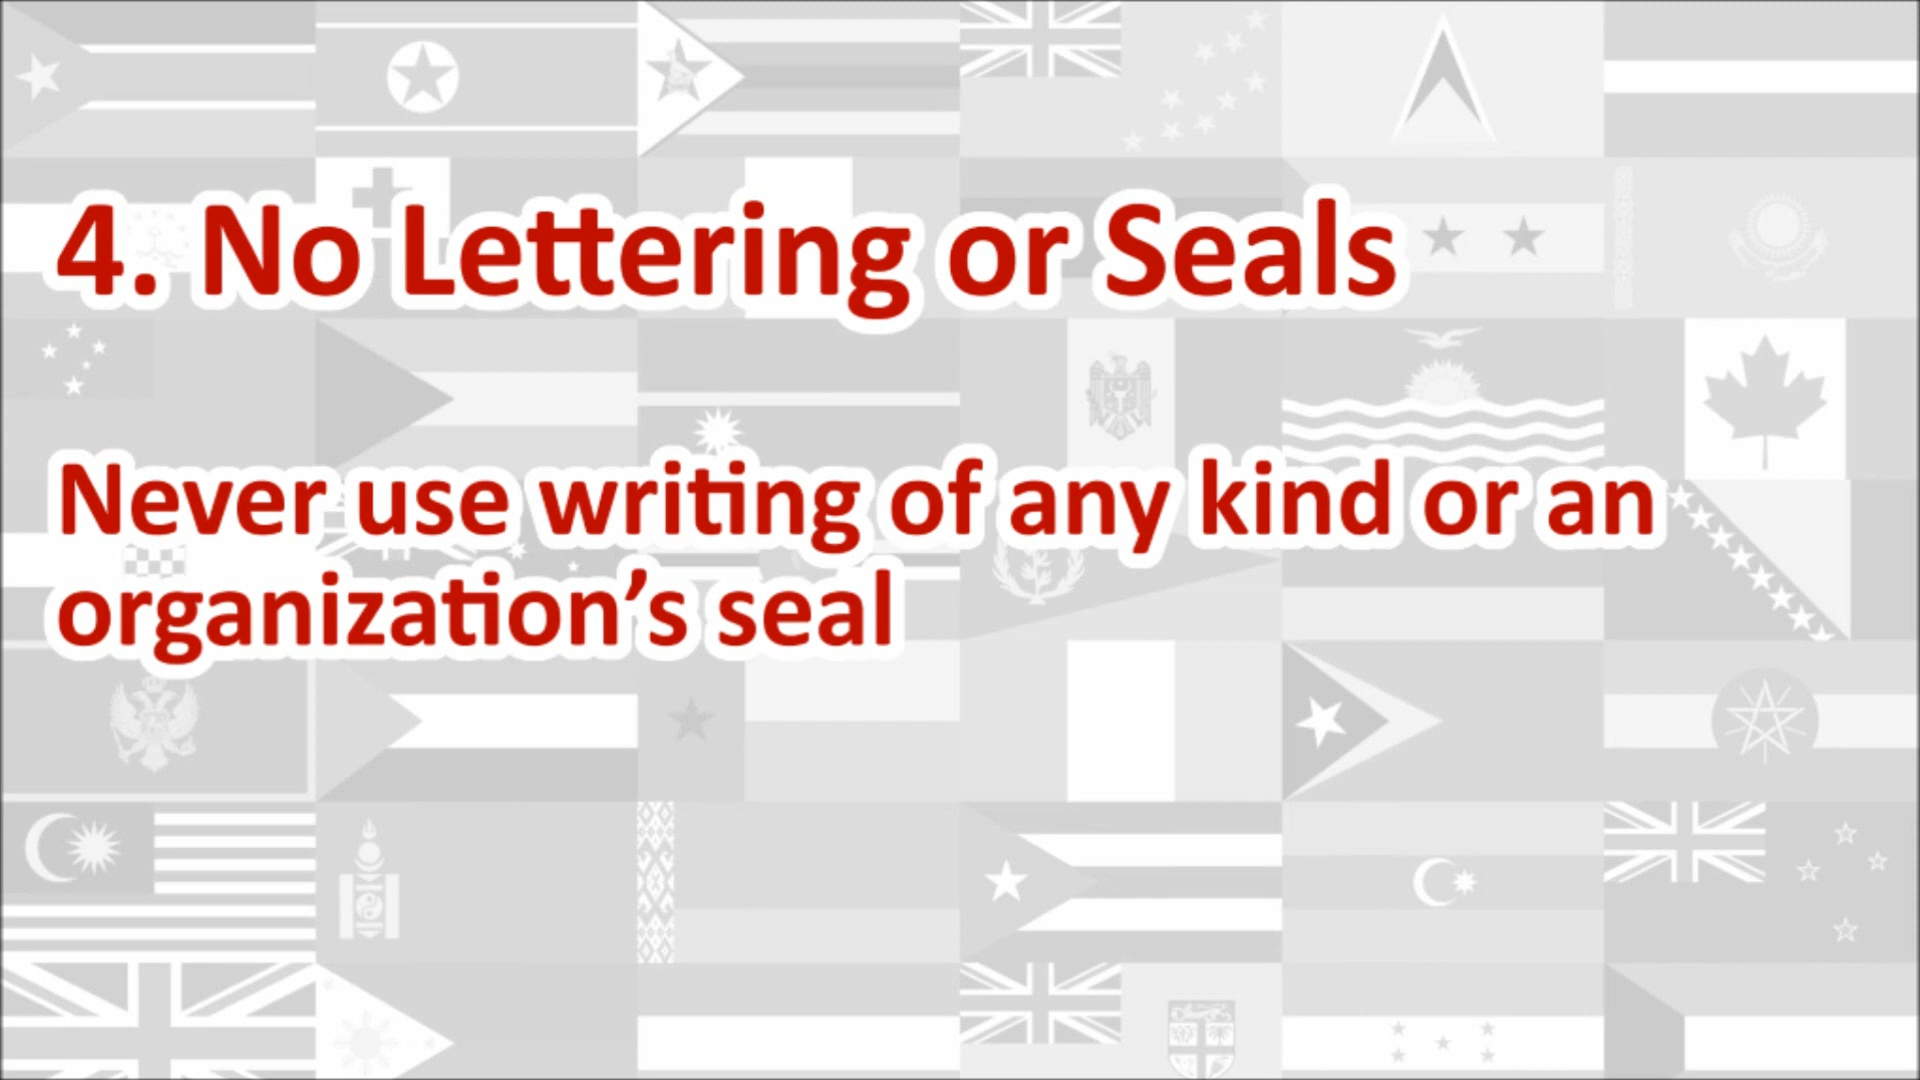 4. No Lettering or Seals
Never use writing of any kind or an
organization’s seal